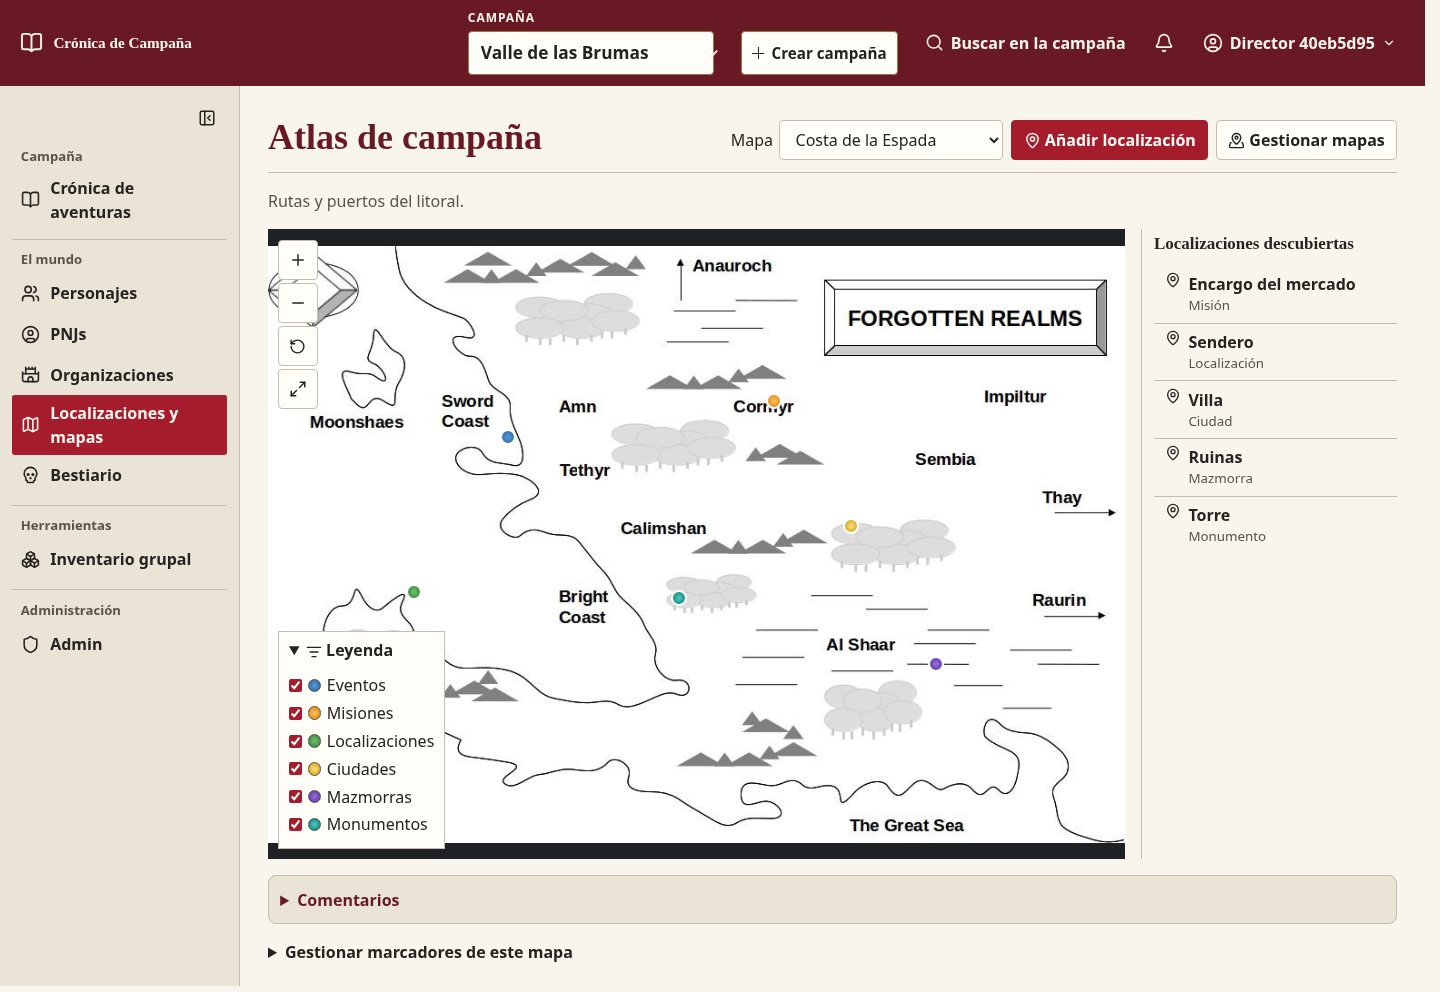 Crónica de Campaña
CAMPAÑA
Valle de las Brumas
Crear campaña
Buscar en la campaña
Director 40eb5d95
Campaña
Crónica de
aventuras
El mundo
Personajes
PNJs
Organizaciones
Localizaciones y
mapas
Bestiario
Herramientas
Inventario grupal
Administración
Admin
Atlas de campaña
Mapa
Costa de la Espada
Añadir localización
Gestionar mapas
Rutas y puertos del litoral.
Anauroch
FORGOTTEN REALMS
Moonshaes
Sword
Coast
Amn
Cormyr
Impiltur
Tethyr
Sembia
Thay
Calimshan
Bright
Coast
Raurin
Al Shaar
The Great Sea
Leyenda
Eventos
Misiones
Localizaciones
Ciudades
Mazmorras
Monumentos
Localizaciones descubiertas
Encargo del mercado
Misión
Sendero
Localización
Villa
Ciudad
Ruinas
Mazmorra
Torre
Monumento
Comentarios
Gestionar marcadores de este mapa